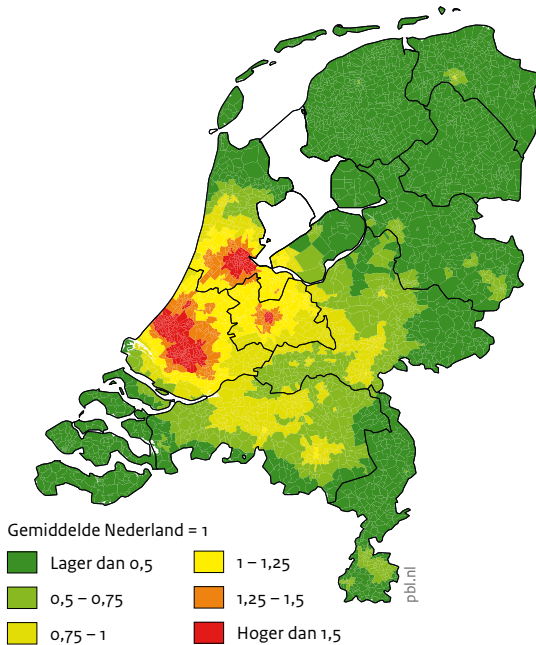 Gemiddelde Nederland = 1
Lager dan 0,5
0,5 – 0,75
0,75 – 1
1 – 1,25
1,25 – 1,5
Hoger dan 1,5
pbl.nl